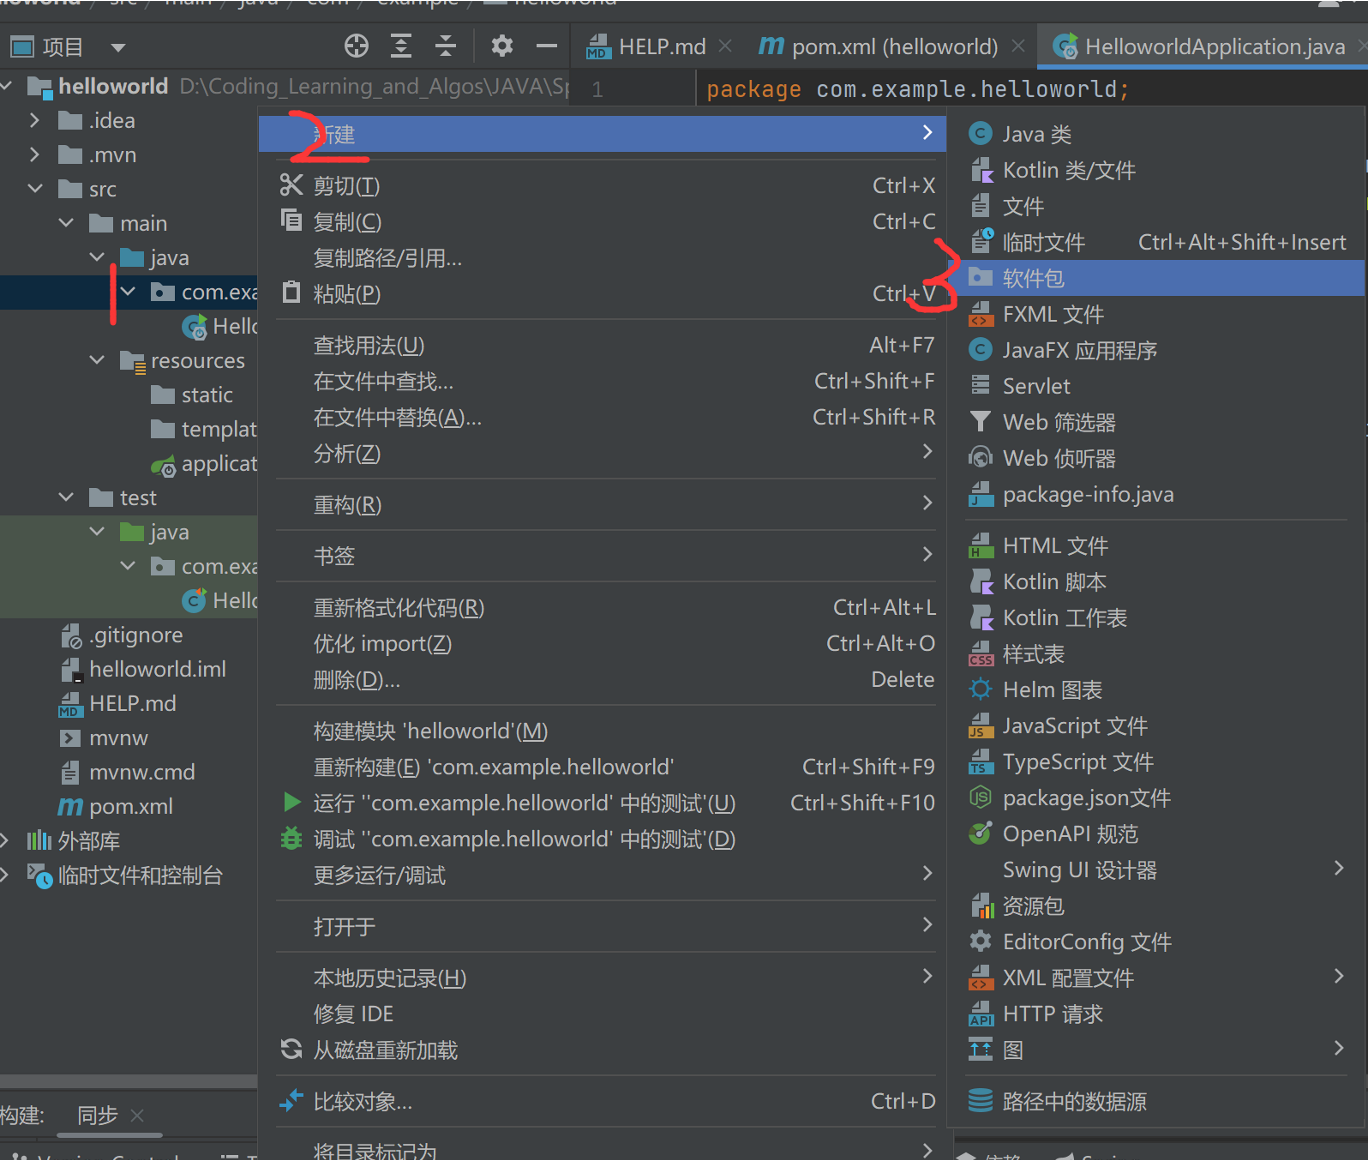 helloworld / src / main / java / com / example / helloworld
项目
HELP.md
pom.xml (helloworld)
HelloworldApplication.java
helloworld D:\Coding_Learning_and_Algos\JAVA\Sp
1
package com.example.helloworld;
.idea
.mvn
src
main
java
com.exa
Hello
resources
static
templat
applicat
test
java
com.exa
Hello
.gitignore
helloworld.iml
HELP.md
mvnw
mvnw.cmd
pom.xml
外部库
临时文件和控制台
2
新建
剪切(T) Ctrl+X
复制(C) Ctrl+C
复制路径/引用...
粘贴(P) Ctrl+V
查找用法(U) Alt+F7
在文件中查找... Ctrl+Shift+F
在文件中替换(A)... Ctrl+Shift+R
分析(Z)
重构(R)
书签
重新格式化代码(R) Ctrl+Alt+L
优化 import(Z) Ctrl+Alt+O
删除(D)... Delete
构建模块 'helloworld'(M)
重新构建(E) 'com.example.helloworld' Ctrl+Shift+F9
运行 ''com.example.helloworld' 中的测试'(U) Ctrl+Shift+F10
调试 ''com.example.helloworld' 中的测试'(D)
更多运行/调试
打开于
本地历史记录(H)
修复 IDE
从磁盘重新加载
比较对象... Ctrl+D
将目录标记为
3
Java 类
Kotlin 类/文件
文件
临时文件 Ctrl+Alt+Shift+Insert
软件包
FXML 文件
JavaFX 应用程序
Servlet
Web 筛选器
Web 侦听器
package-info.java
HTML 文件
Kotlin 脚本
Kotlin 工作表
样式表
Helm 图表
JavaScript 文件
TypeScript 文件
package.json文件
OpenAPI 规范
Swing UI 设计器
资源包
EditorConfig 文件
XML 配置文件
HTTP 请求
图
路径中的数据源
构建:
同步
Version Control
依赖